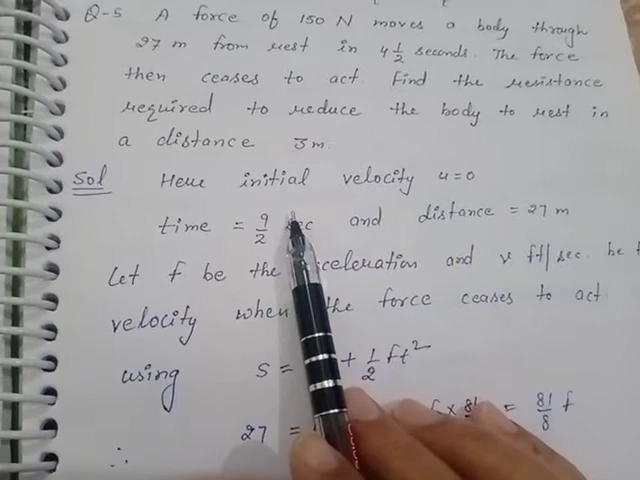 Q-5 A force of 150 N moves a body through
27 m from rest in 4 1/2 seconds. The force
then ceases to act. Find the resistance
required to reduce the body to rest in
a distance 3m.
Sol Here initial velocity u=0
time = 9/2 sec and distance = 27 m
Let f be the acceleration and v ft/sec. be
velocity when the force ceases to act.
using s = + 1/2 ft²
∴ 27 = f × 81 = 81/8 f